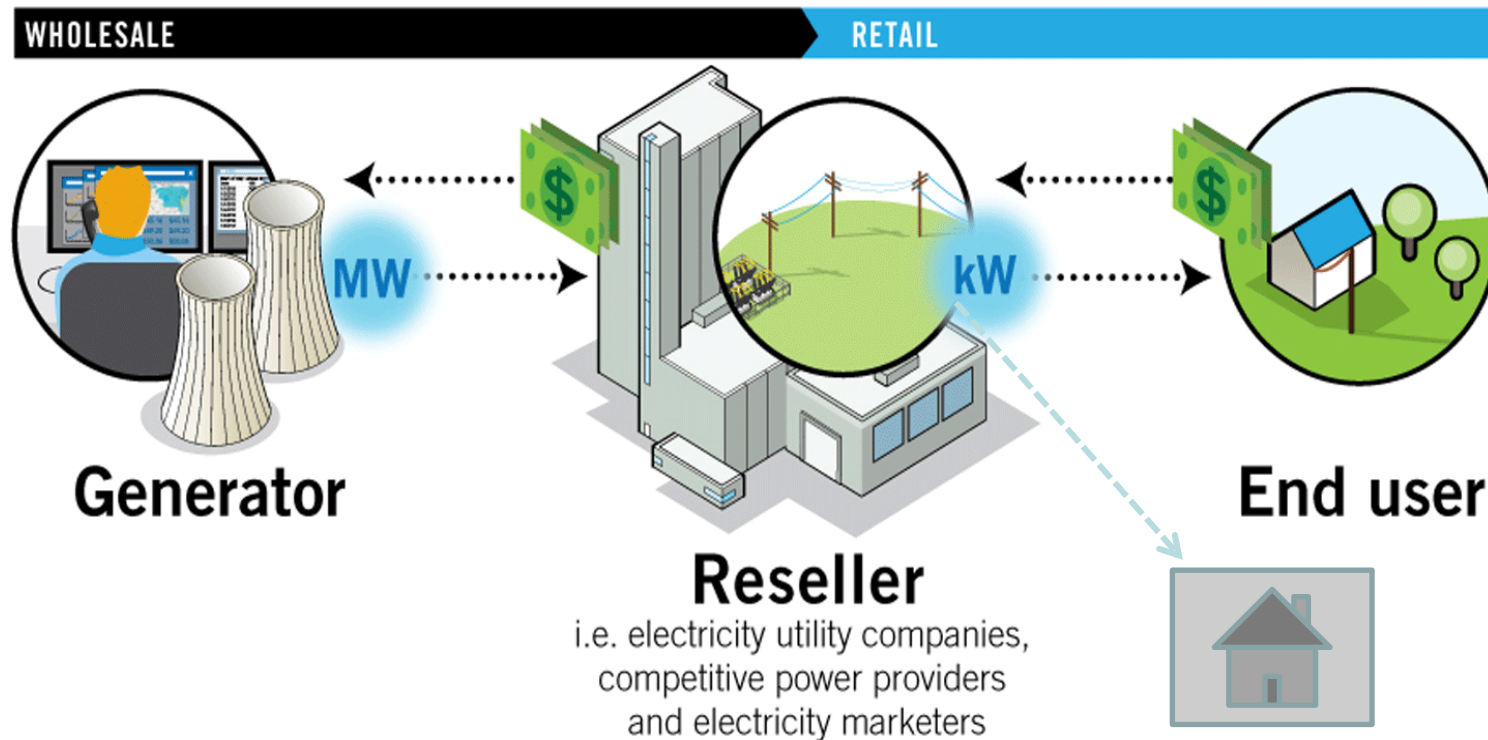 WHOLESALE
RETAIL
$
$
MW
kW
Generator
End user
Reseller
i.e. electricity utility companies,
competitive power providers
and electricity marketers